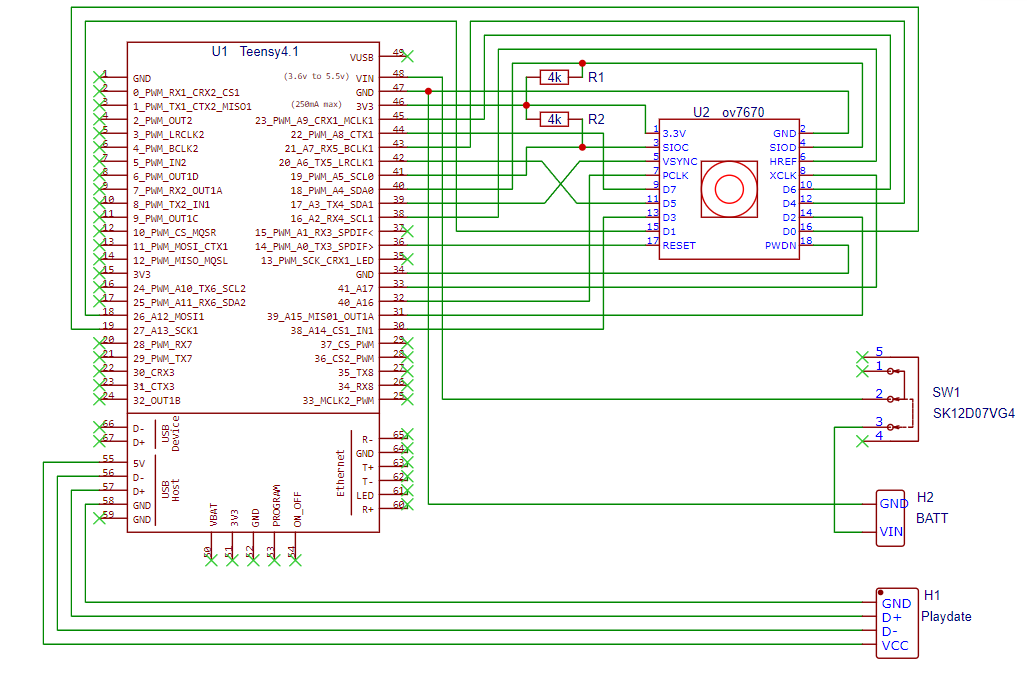 U1 Teensy4.1
VUSB 49
1 GND
(3.6v to 5.5v) VIN 48
2 0_PWM_RX1_CRX2_CS1
GND 47
3 1_PWM_TX1_CTX2_MISO1
(250mA max) 3V3 46
4 2_PWM_OUT2
23_PWM_A9_CRX1_MCLK1 45
5 3_PWM_LRCLK2
22_PWM_A8_CTX1 44
6 4_PWM_BCLK2
21_A7_RX5_BCLK1 43
7 5_PWM_IN2
20_A6_TX5_LRCLK1 42
8 6_PWM_OUT1D
19_PWM_A5_SCL0 41
9 7_PWM_RX2_OUT1A
18_PWM_A4_SDA0 40
10 8_PWM_TX2_IN1
17_A3_TX4_SDA1 39
11 9_PWM_OUT1C
16_A2_RX4_SCL1 38
12 10_PWM_CS_MQSR
15_PWM_A1_RX3_SPDIF< 37
13 11_PWM_MOSI_CTX1
14_PWM_A0_TX3_SPDIF> 36
14 12_PWM_MISO_MQSL
13_PWM_SCK_CRX1_LED 35
15 3V3
GND 34
16 24_PWM_A10_TX6_SCL2
41_A17 33
17 25_PWM_A11_RX6_SDA2
40_A16 32
18 26_A12_MOSI1
39_A15_MISO1_OUT1A 31
19 27_A13_SCK1
38_A14_CS1_IN1 30
20 28_PWM_RX7
37_CS_PWM 29
21 29_PWM_TX7
36_CS2_PWM 28
22 30_CRX3
35_TX8 27
23 31_CTX3
34_RX8 26
24 32_OUT1B
33_MCLK2_PWM 25
66 D-
67 D+
USB
Device
55 5V
56 D-
57 D+
58 GND
59 GND
USB
Host
Ethernet
R- 65
GND 64
T+ 63
T- 62
LED 61
R+ 60
VBAT 50
3V3 51
GND 52
PROGRAM 53
ON_OFF 54
4k R1
4k R2
U2 ov7670
1 3.3V
GND 2
3 SIOC
SIOD 4
5 VSYNC
HREF 6
7 PCLK
XCLK 8
9 D7
D6 10
11 D5
D4 12
13 D3
D2 14
15 D1
D0 16
17 RESET
PWDN 18
5
1
2
3
4
SW1
SK12D07VG4
H2
BATT
GND
VIN
H1
Playdate
GND
D+
D-
VCC